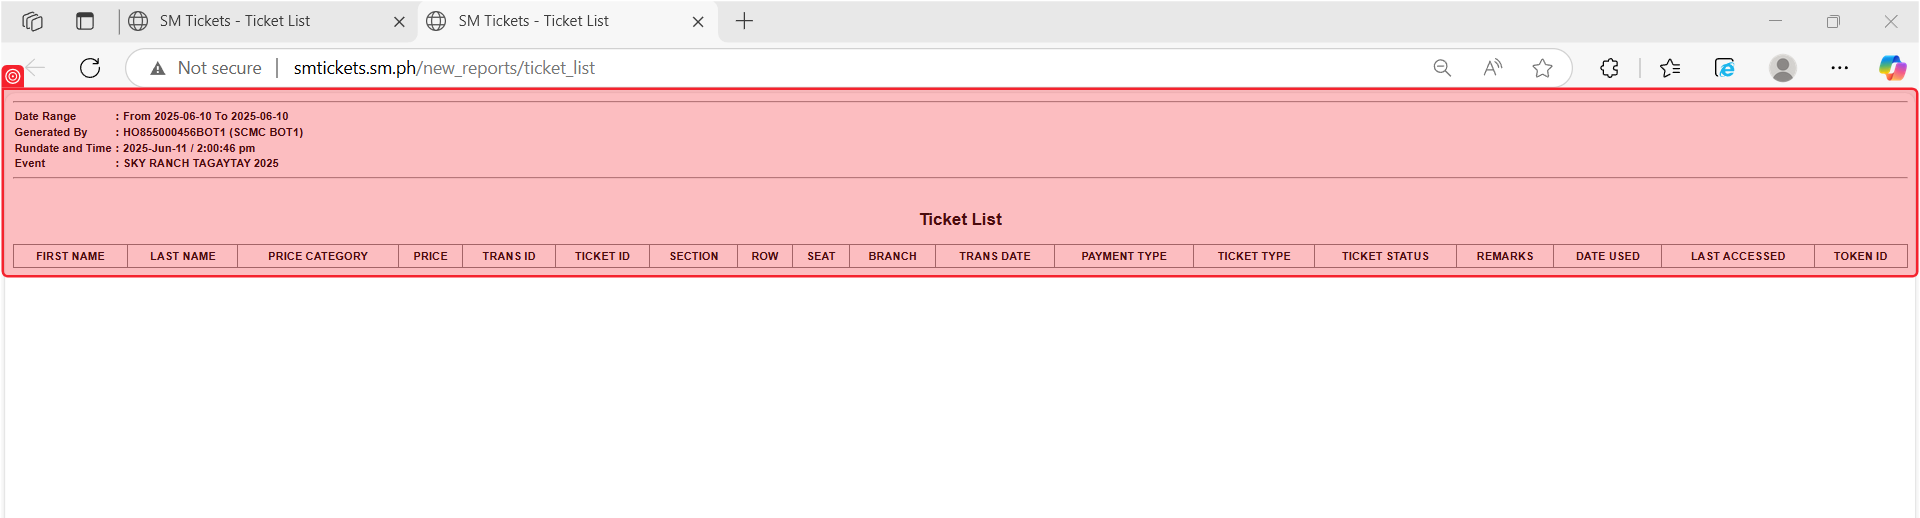 SM Tickets - Ticket List
SM Tickets - Ticket List
Not secure | smtickets.sm.ph/new_reports/ticket_list
Date Range : From 2025-06-10 To 2025-06-10
Generated By : HO855000456BOT1 (SCMC BOT1)
Rundate and Time : 2025-Jun-11 / 2:00:46 pm
Event : SKY RANCH TAGAYTAY 2025
Ticket List
FIRST NAME LAST NAME PRICE CATEGORY PRICE TRANS ID TICKET ID SECTION ROW SEAT BRANCH TRANS DATE PAYMENT TYPE TICKET TYPE TICKET STATUS REMARKS DATE USED LAST ACCESSED TOKEN ID